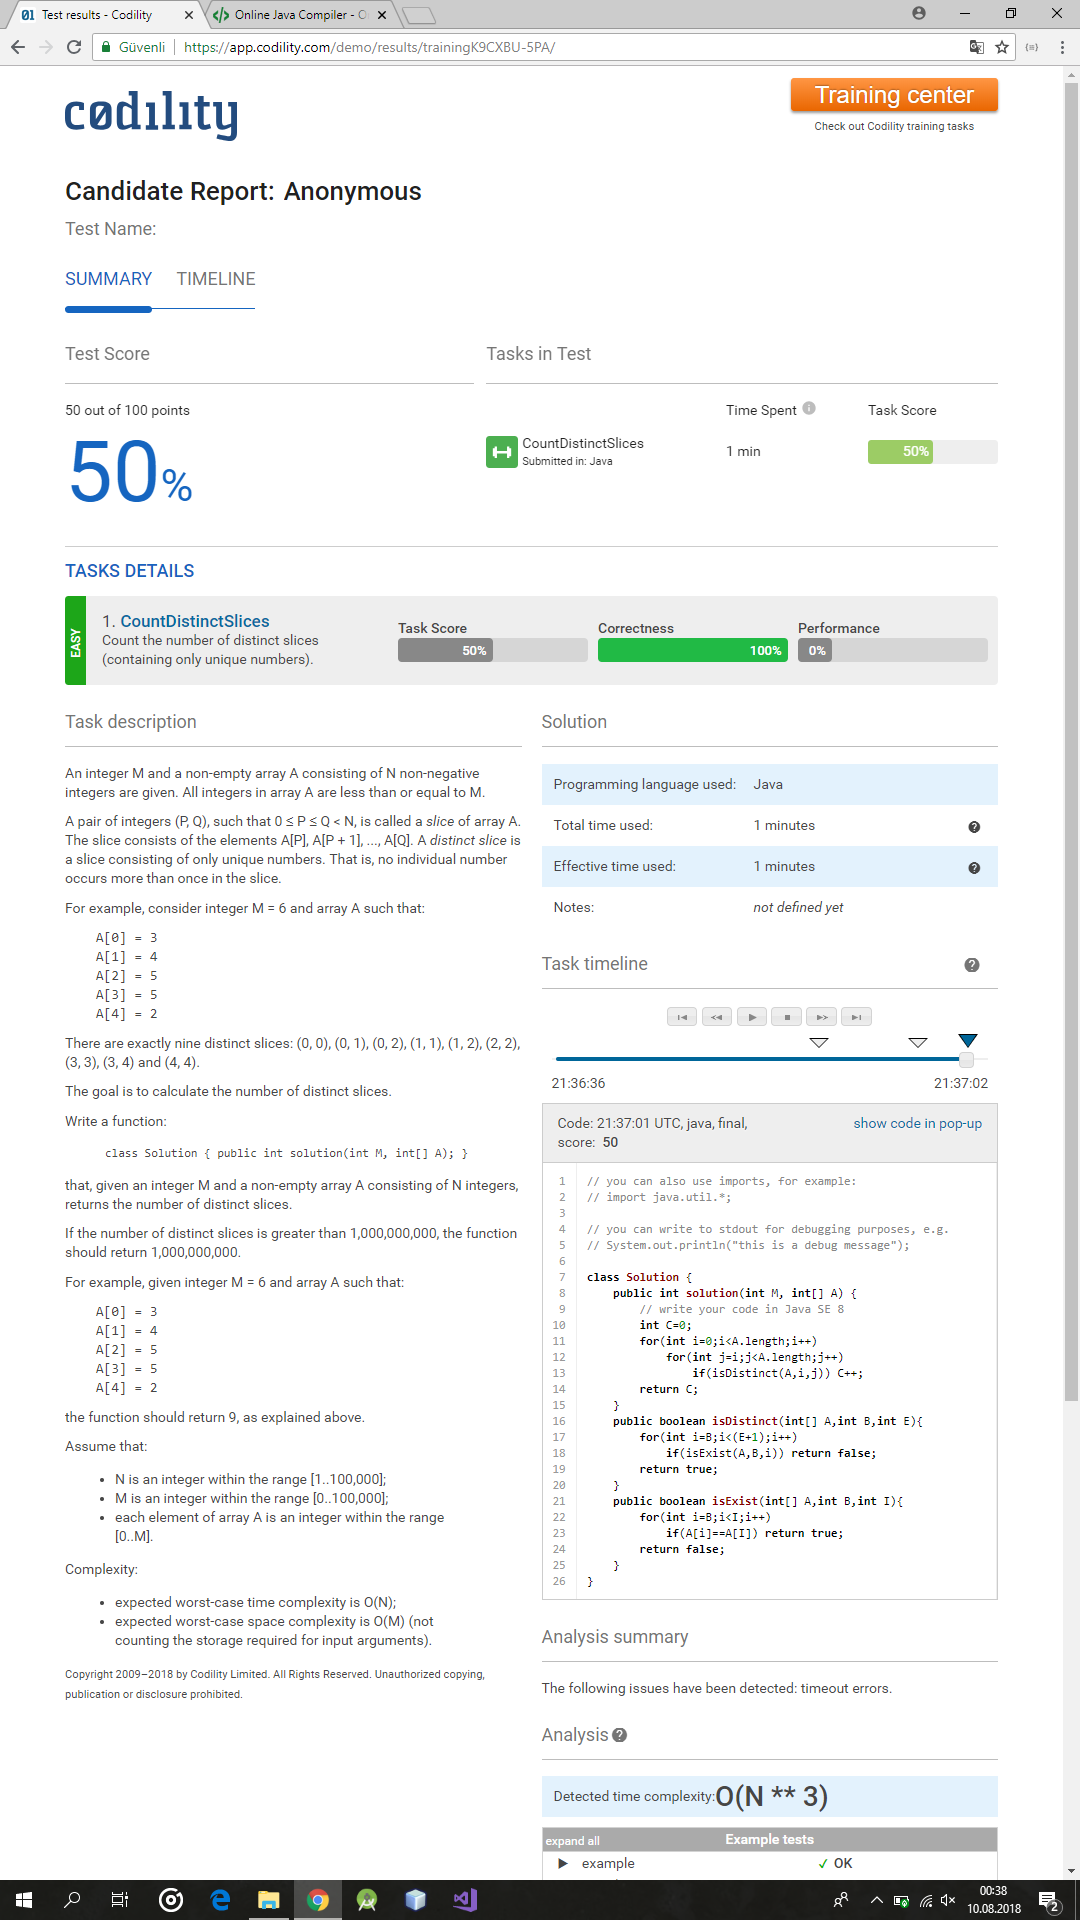 Test results - Codility
Online Java Compiler - O
Güvenli
https://app.codility.com/demo/results/trainingK9CXBU-5PA/
codility
Training center
Check out Codility training tasks
Candidate Report: Anonymous
Test Name:
SUMMARY TIMELINE
Test Score
Tasks in Test
50 out of 100 points
50%
Time Spent
Task Score
CountDistinctSlices
Submitted in: Java
1 min
50%
TASKS DETAILS
EASY
1. CountDistinctSlices
Count the number of distinct slices
(containing only unique numbers).
Task Score
50%
Correctness
100%
Performance
0%
Task description
An integer M and a non-empty array A consisting of N non-negative
integers are given. All integers in array A are less than or equal to M.
A pair of integers (P, Q), such that 0 ≤ P ≤ Q < N, is called a slice of array A.
The slice consists of the elements A[P], A[P + 1], ..., A[Q]. A distinct slice is
a slice consisting of only unique numbers. That is, no individual number
occurs more than once in the slice.
For example, consider integer M = 6 and array A such that:
A[0] = 3
A[1] = 4
A[2] = 5
A[3] = 5
A[4] = 2
There are exactly nine distinct slices: (0, 0), (0, 1), (0, 2), (1, 1), (1, 2), (2, 2),
(3, 3), (3, 4) and (4, 4).
The goal is to calculate the number of distinct slices.
Write a function:
class Solution { public int solution(int M, int[] A); }
that, given an integer M and a non-empty array A consisting of N integers,
returns the number of distinct slices.
If the number of distinct slices is greater than 1,000,000,000, the function
should return 1,000,000,000.
For example, given integer M = 6 and array A such that:
A[0] = 3
A[1] = 4
A[2] = 5
A[3] = 5
A[4] = 2
the function should return 9, as explained above.
Assume that:
• N is an integer within the range [1..100,000];
• M is an integer within the range [0..100,000];
• each element of array A is an integer within the range
[0..M].
Complexity:
• expected worst-case time complexity is O(N);
• expected worst-case space complexity is O(M) (not
counting the storage required for input arguments).
Copyright 2009–2018 by Codility Limited. All Rights Reserved. Unauthorized copying,
publication or disclosure prohibited.
Solution
Programming language used: Java
Total time used: 1 minutes
Effective time used: 1 minutes
Notes: not defined yet
Task timeline
21:36:36
21:37:02
Code: 21:37:01 UTC, java, final,
score: 50
show code in pop-up
1 // you can also use imports, for example:
2 // import java.util.*;
3
4 // you can write to stdout for debugging purposes, e.g.
5 // System.out.println("this is a debug message");
6
7 class Solution {
8 public int solution(int M, int[] A) {
9 // write your code in Java SE 8
10 int C=0;
11 for(int i=0;i<A.length;i++)
12 for(int j=i;j<A.length;j++)
13 if(isDistinct(A,i,j)) C++;
14 return C;
15 }
16 public boolean isDistinct(int[] A,int B,int E){
17 for(int i=B;i<(E+1);i++)
18 if(isExist(A,B,i)) return false;
19 return true;
20 }
21 public boolean isExist(int[] A,int B,int I){
22 for(int i=B;i<I;i++)
23 if(A[i]==A[I]) return true;
24 return false;
25 }
26 }
Analysis summary
The following issues have been detected: timeout errors.
Analysis
Detected time complexity: O(N ** 3)
expand all
Example tests
example
✓ OK
00:38
10.08.2018
2